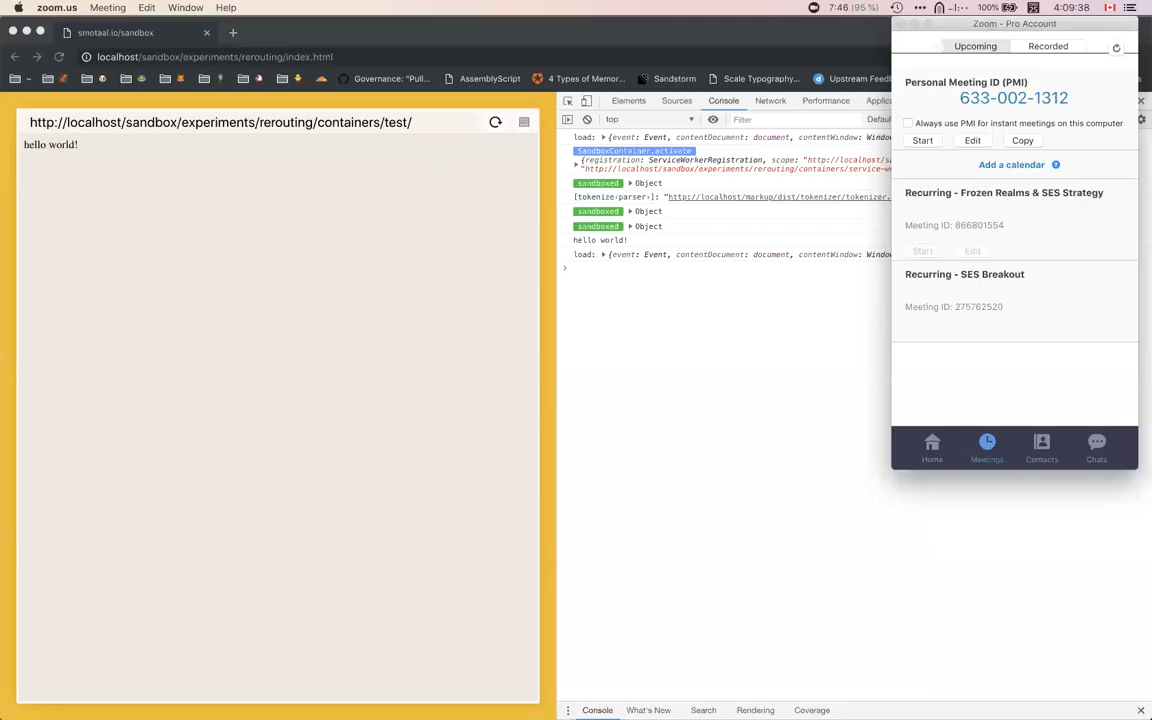 zoom.us Meeting Edit Window Help 7:46 (95 %) 100% 4:09:38
smotaal.io/sandbox
Zoom - Pro Account
localhost/sandbox/experiments/rerouting/index.html
Upcoming Recorded
Governance: "Pull... AssemblyScript 4 Types of Memor... Sandstorm Scale Typography... Upstream Feedb
Personal Meeting ID (PMI)
633-002-1312
Always use PMI for instant meetings on this computer
Start Edit Copy
Add a calendar ?
Recurring - Frozen Realms & SES Strategy
Meeting ID: 866801554
Start Edit
Recurring - SES Breakout
Meeting ID: 275762520
Home Meetings Contacts Chats
http://localhost/sandbox/experiments/rerouting/containers/test/
hello world!
Elements Sources Console Network Performance Applic
top Filter Defau
load: ▶ {event: Event, contentDocument: document, contentWindow: Window
SandboxContainer.activate
▶ {registration: ServiceWorkerRegistration, scope: "http://localhost/sa
"http://localhost/sandbox/experiments/rerouting/containers/service-w
sandboxed ▶ Object
[tokenize‹parser›]: "http://localhost/markup/dist/tokenizer/tokenizer.
sandboxed ▶ Object
sandboxed ▶ Object
hello world!
load: ▶ {event: Event, contentDocument: document, contentWindow: Window
Console What's New Search Rendering Coverage